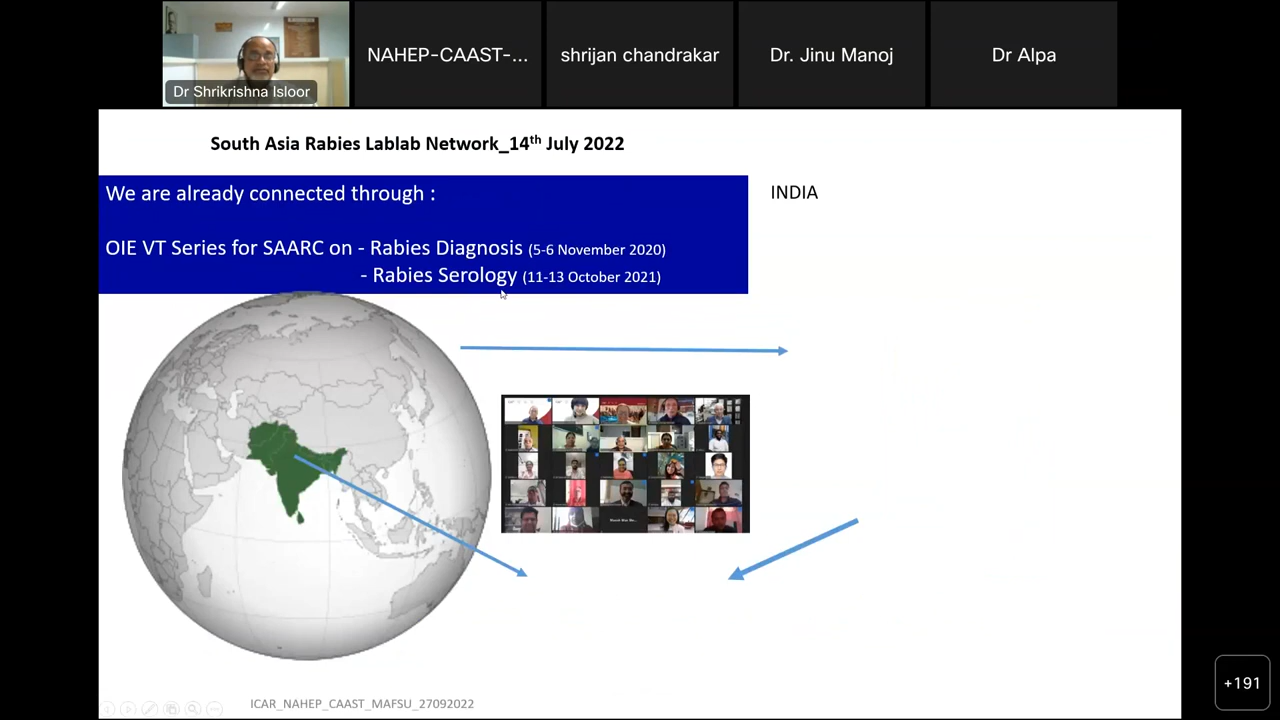 Dr Shrikrishna Isloor
NAHEP-CAAST-...
shrijan chandrakar
Dr. Jinu Manoj
Dr Alpa
South Asia Rabies Lablab Network_14th July 2022
We are already connected through :
INDIA
OIE VT Series for SAARC on - Rabies Diagnosis (5-6 November 2020)
- Rabies Serology (11-13 October 2021)
+191
ICAR_NAHEP_CAAST_MAFSU_27092022